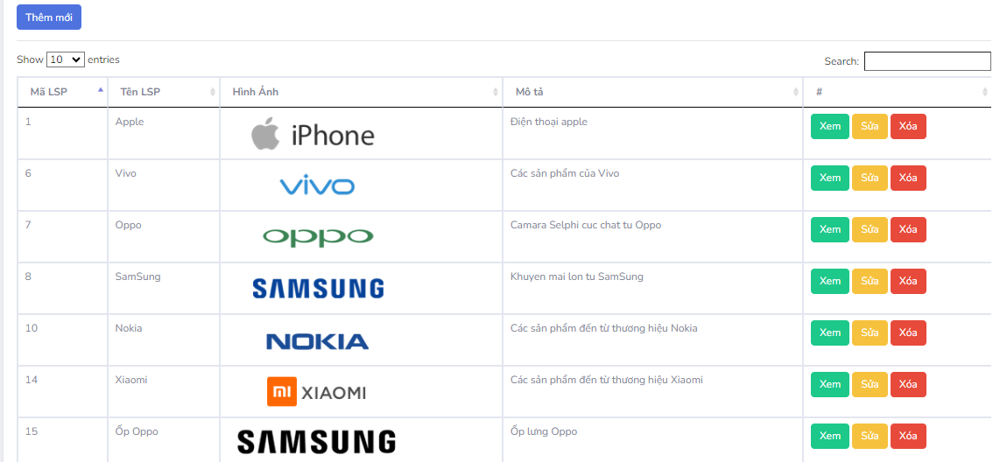 Thêm mới
Show 10 entries Search:
Mã LSP Tên LSP Hình Ảnh Mô tả #
1 Apple iPhone Điện thoại apple Xem Sửa Xóa
6 Vivo vivo Các sản phẩm của Vivo Xem Sửa Xóa
7 Oppo oppo Camara Selphi cuc chat tu Oppo Xem Sửa Xóa
8 SamSung SAMSUNG Khuyen mai lon tu SamSung Xem Sửa Xóa
10 Nokia NOKIA Các sản phẩm đến từ thương hiệu Nokia Xem Sửa Xóa
14 Xiaomi mi XIAOMI Các sản phẩm đến từ thương hiệu Xiaomi Xem Sửa Xóa
15 Ốp Oppo SAMSUNG Ốp lưng Oppo Xem Sửa Xóa